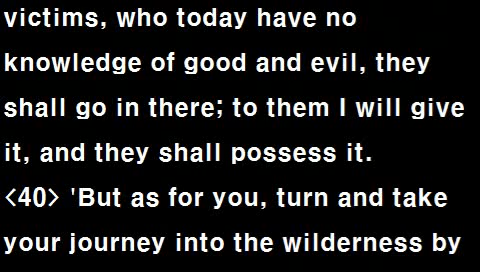 victims, who today have no
knowledge of good and evil, they
shall go in there; to them I will give
it, and they shall possess it.
<40> 'But as for you, turn and take
your journey into the wilderness by